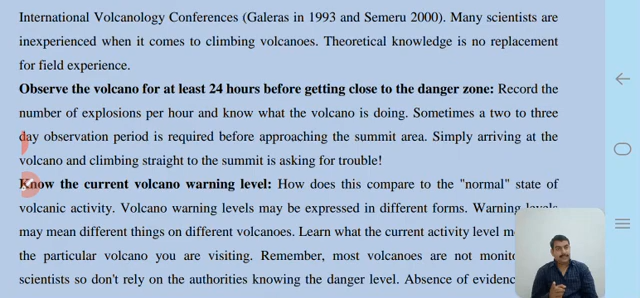 International Volcanology Conferences (Galeras in 1993 and Semeru 2000). Many scientists are
inexperienced when it comes to climbing volcanoes. Theoretical knowledge is no replacement
for field experience.
Observe the volcano for at least 24 hours before getting close to the danger zone: Record the
number of explosions per hour and know what the volcano is doing. Sometimes a two to three
day observation period is required before approaching the summit area. Simply arriving at the
volcano and climbing straight to the summit is asking for trouble!
Know the current volcano warning level: How does this compare to the "normal" state of
volcanic activity. Volcano warning levels may be expressed in different forms. Warning levels
may mean different things on different volcanoes. Learn what the current activity level
the particular volcano you are visiting. Remember, most volcanoes are not
scientists so don't rely on the authorities knowing the danger level. Absence of